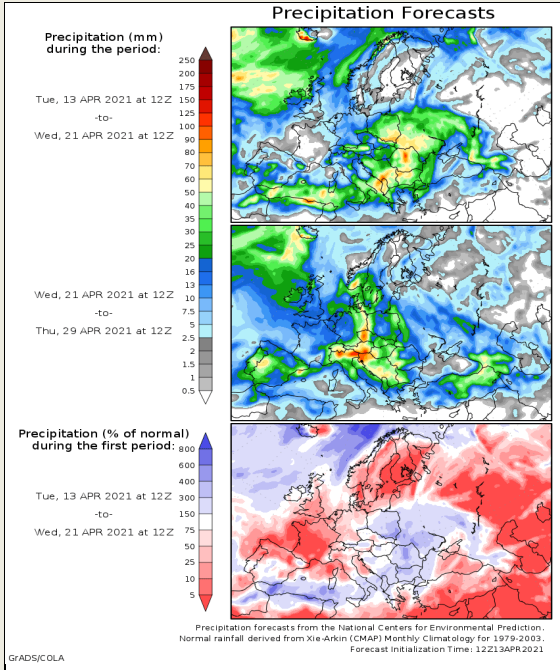 Precipitation Forecasts
Precipitation (mm)
during the period:
Tue, 13 APR 2021 at 12Z
-to-
Wed, 21 APR 2021 at 12Z
250
200
175
150
125
100
90
80
70
60
50
40
35
30
25
20
16
13
10
7.5
5
2.5
2
1.5
1
0.5
Wed, 21 APR 2021 at 12Z
-to-
Thu, 29 APR 2021 at 12Z
Precipitation (% of normal)
during the first period:
Tue, 13 APR 2021 at 12Z
-to-
Wed, 21 APR 2021 at 12Z
800
600
400
300
150
75
50
25
10
5
Precipitation forecasts from the National Centers for Environmental Prediction.
Normal rainfall derived from Xie-Arkin (CMAP) Monthly Climatology for 1979-2003.
Forecast Initialization Time: 12Z13APR2021
GrADS/COLA